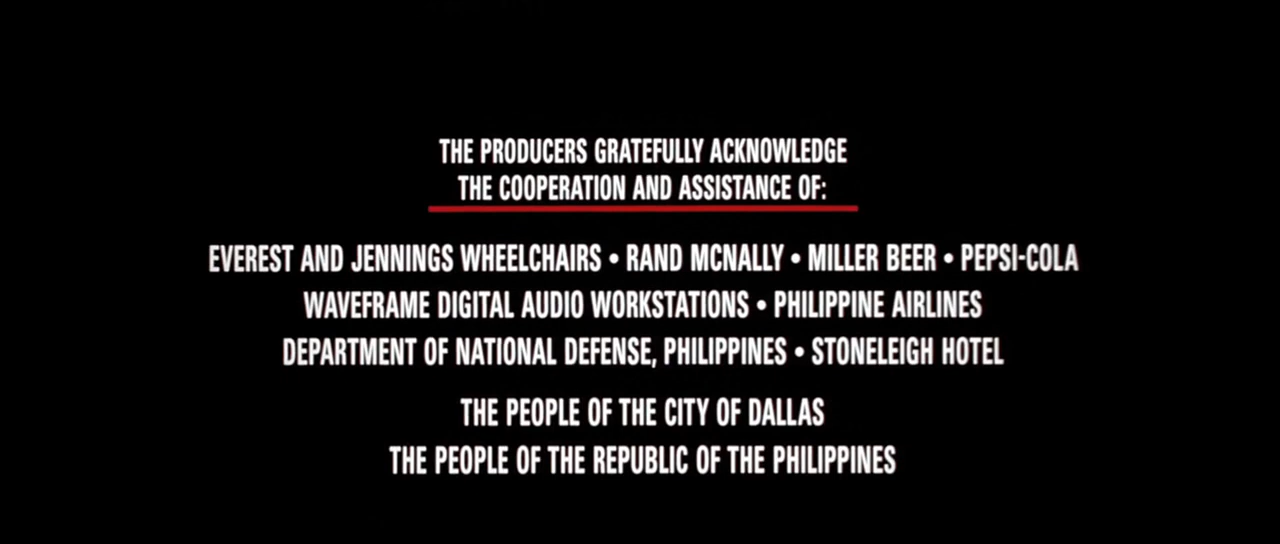 THE PRODUCERS GRATEFULLY ACKNOWLEDGE
THE COOPERATION AND ASSISTANCE OF:
EVEREST AND JENNINGS WHEELCHAIRS • RAND MCNALLY • MILLER BEER • PEPSI-COLA
WAVEFRAME DIGITAL AUDIO WORKSTATIONS • PHILIPPINE AIRLINES
DEPARTMENT OF NATIONAL DEFENSE, PHILIPPINES • STONELEIGH HOTEL
THE PEOPLE OF THE CITY OF DALLAS
THE PEOPLE OF THE REPUBLIC OF THE PHILIPPINES